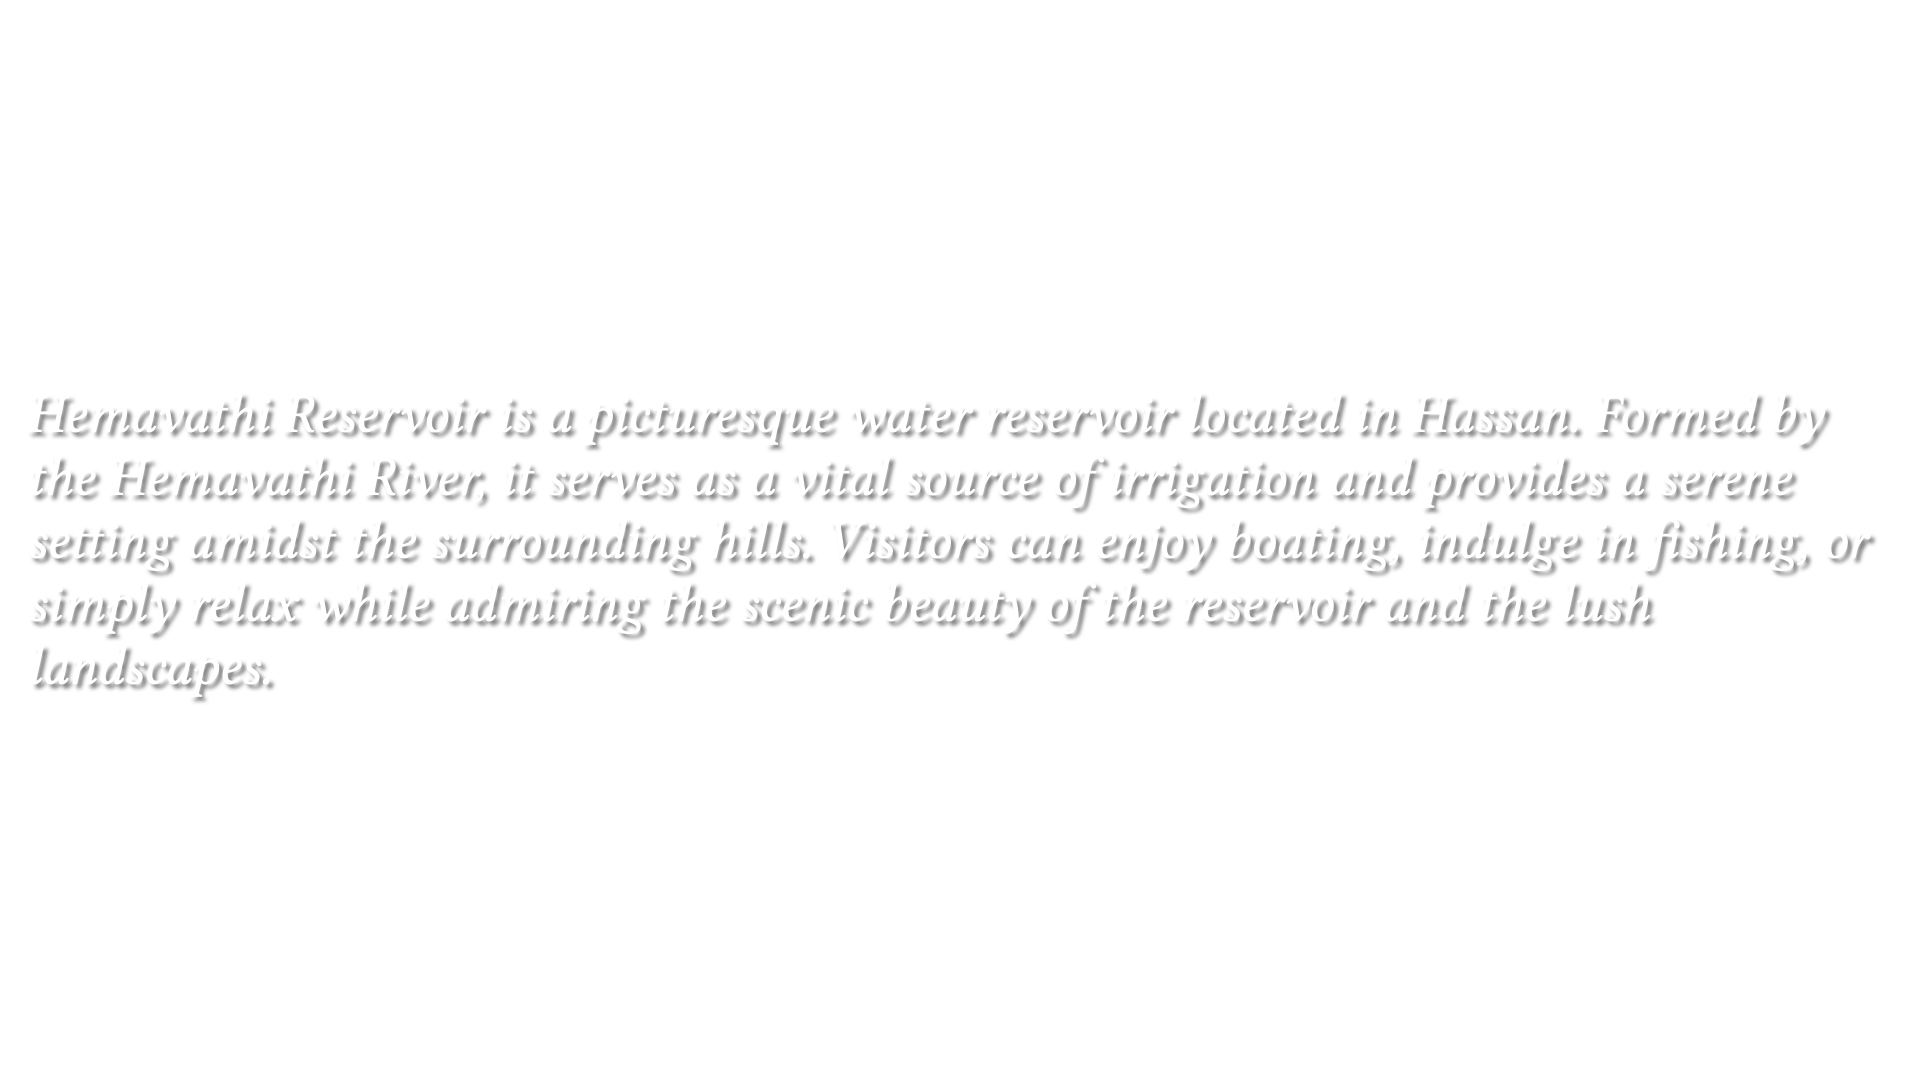 Hemavathi Reservoir is a picturesque water reservoir located in Hassan. Formed by
the Hemavathi River, it serves as a vital source of irrigation and provides a serene
setting amidst the surrounding hills. Visitors can enjoy boating, indulge in fishing, or
simply relax while admiring the scenic beauty of the reservoir and the lush
landscapes.